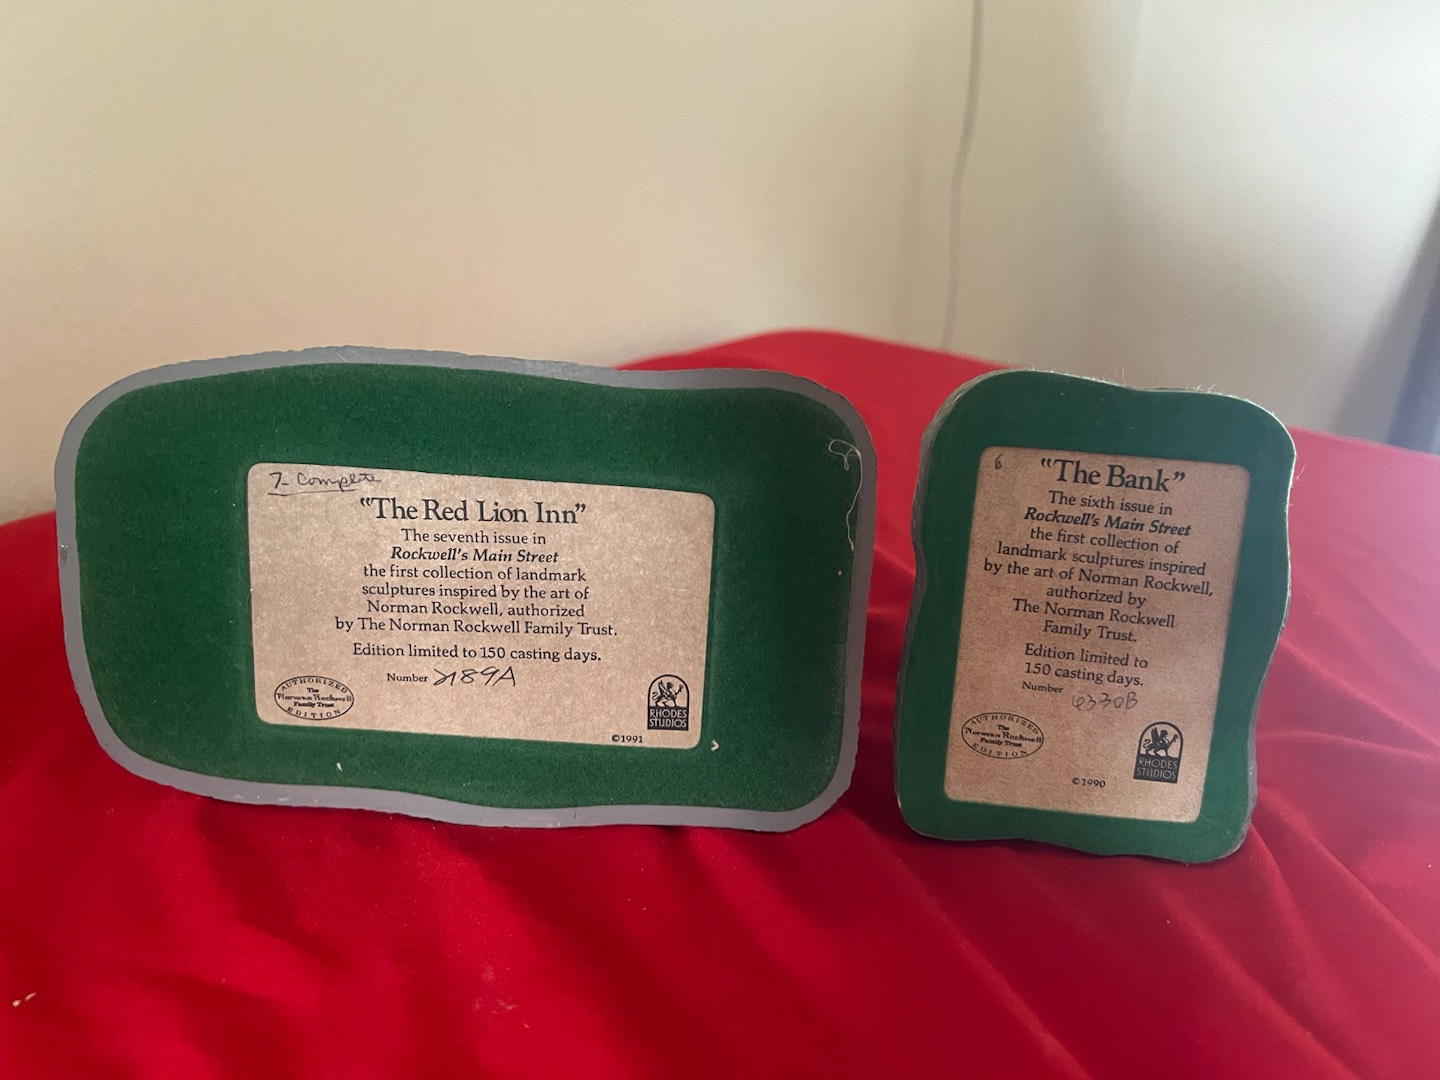 7- Complete
"The Red Lion Inn"
The seventh issue in
Rockwell's Main Street
the first collection of landmark
sculptures inspired by the art of
Norman Rockwell, authorized
by The Norman Rockwell Family Trust.
Edition limited to 150 casting days.
Number 2189A
AUTHORIZED
The
Norman Rockwell
Family Trust
EDITION
RHODES
STUDIOS
©1991
6
"The Bank"
The sixth issue in
Rockwell's Main Street
the first collection of
landmark sculptures inspired
by the art of Norman Rockwell,
authorized by
The Norman Rockwell
Family Trust.
Edition limited to
150 casting days.
Number 6330B
AUTHORIZED
The
Norman Rockwell
Family Trust
EDITION
RHODES
STUDIOS
©1990